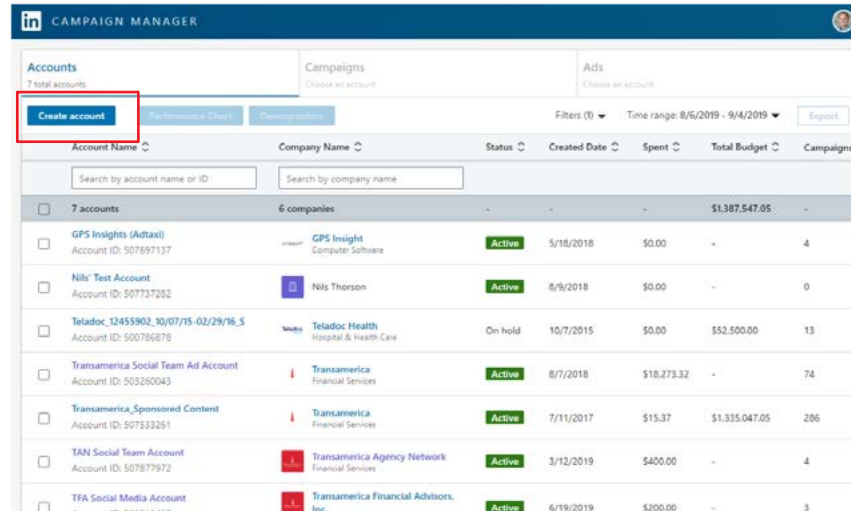 in CAMPAIGN MANAGER
Accounts Campaigns Ads
7 total accounts Choose an account Choose an account
Create account Performance Chart Demographics Filters (1) Time range: 8/6/2019 - 9/4/2019 Export
Account Name Company Name Status Created Date Spent Total Budget Campaigns
Search by account name or ID Search by company name
7 accounts 6 companies - - - $1,387,547.05 -
GPS Insights (Adtaxi) GPS Insight Active 5/18/2018 $0.00 - 4
Account ID: 507697137 Computer Software
Nils' Test Account Nils Thorson Active 8/9/2018 $0.00 - 0
Account ID: 507737282
Teladoc_12455902_10/07/15-02/29/16_S Teladoc Health On hold 10/7/2015 $0.00 $52,500.00 13
Account ID: 500786878 Hospital & Health Care
Transamerica Social Team Ad Account Transamerica Active 8/7/2018 $18,273.32 - 74
Account ID: 503260043 Financial Services
Transamerica_Sponsored Content Transamerica Active 7/11/2017 $15.37 $1,335,047.05 286
Account ID: 507533261 Financial Services
TAN Social Team Account Transamerica Agency Network Active 3/12/2019 $400.00 - 4
Account ID: 507877972 Financial Services
TFA Social Media Account Transamerica Financial Advisors, Inc. Active 6/19/2019 $200.00 - 3